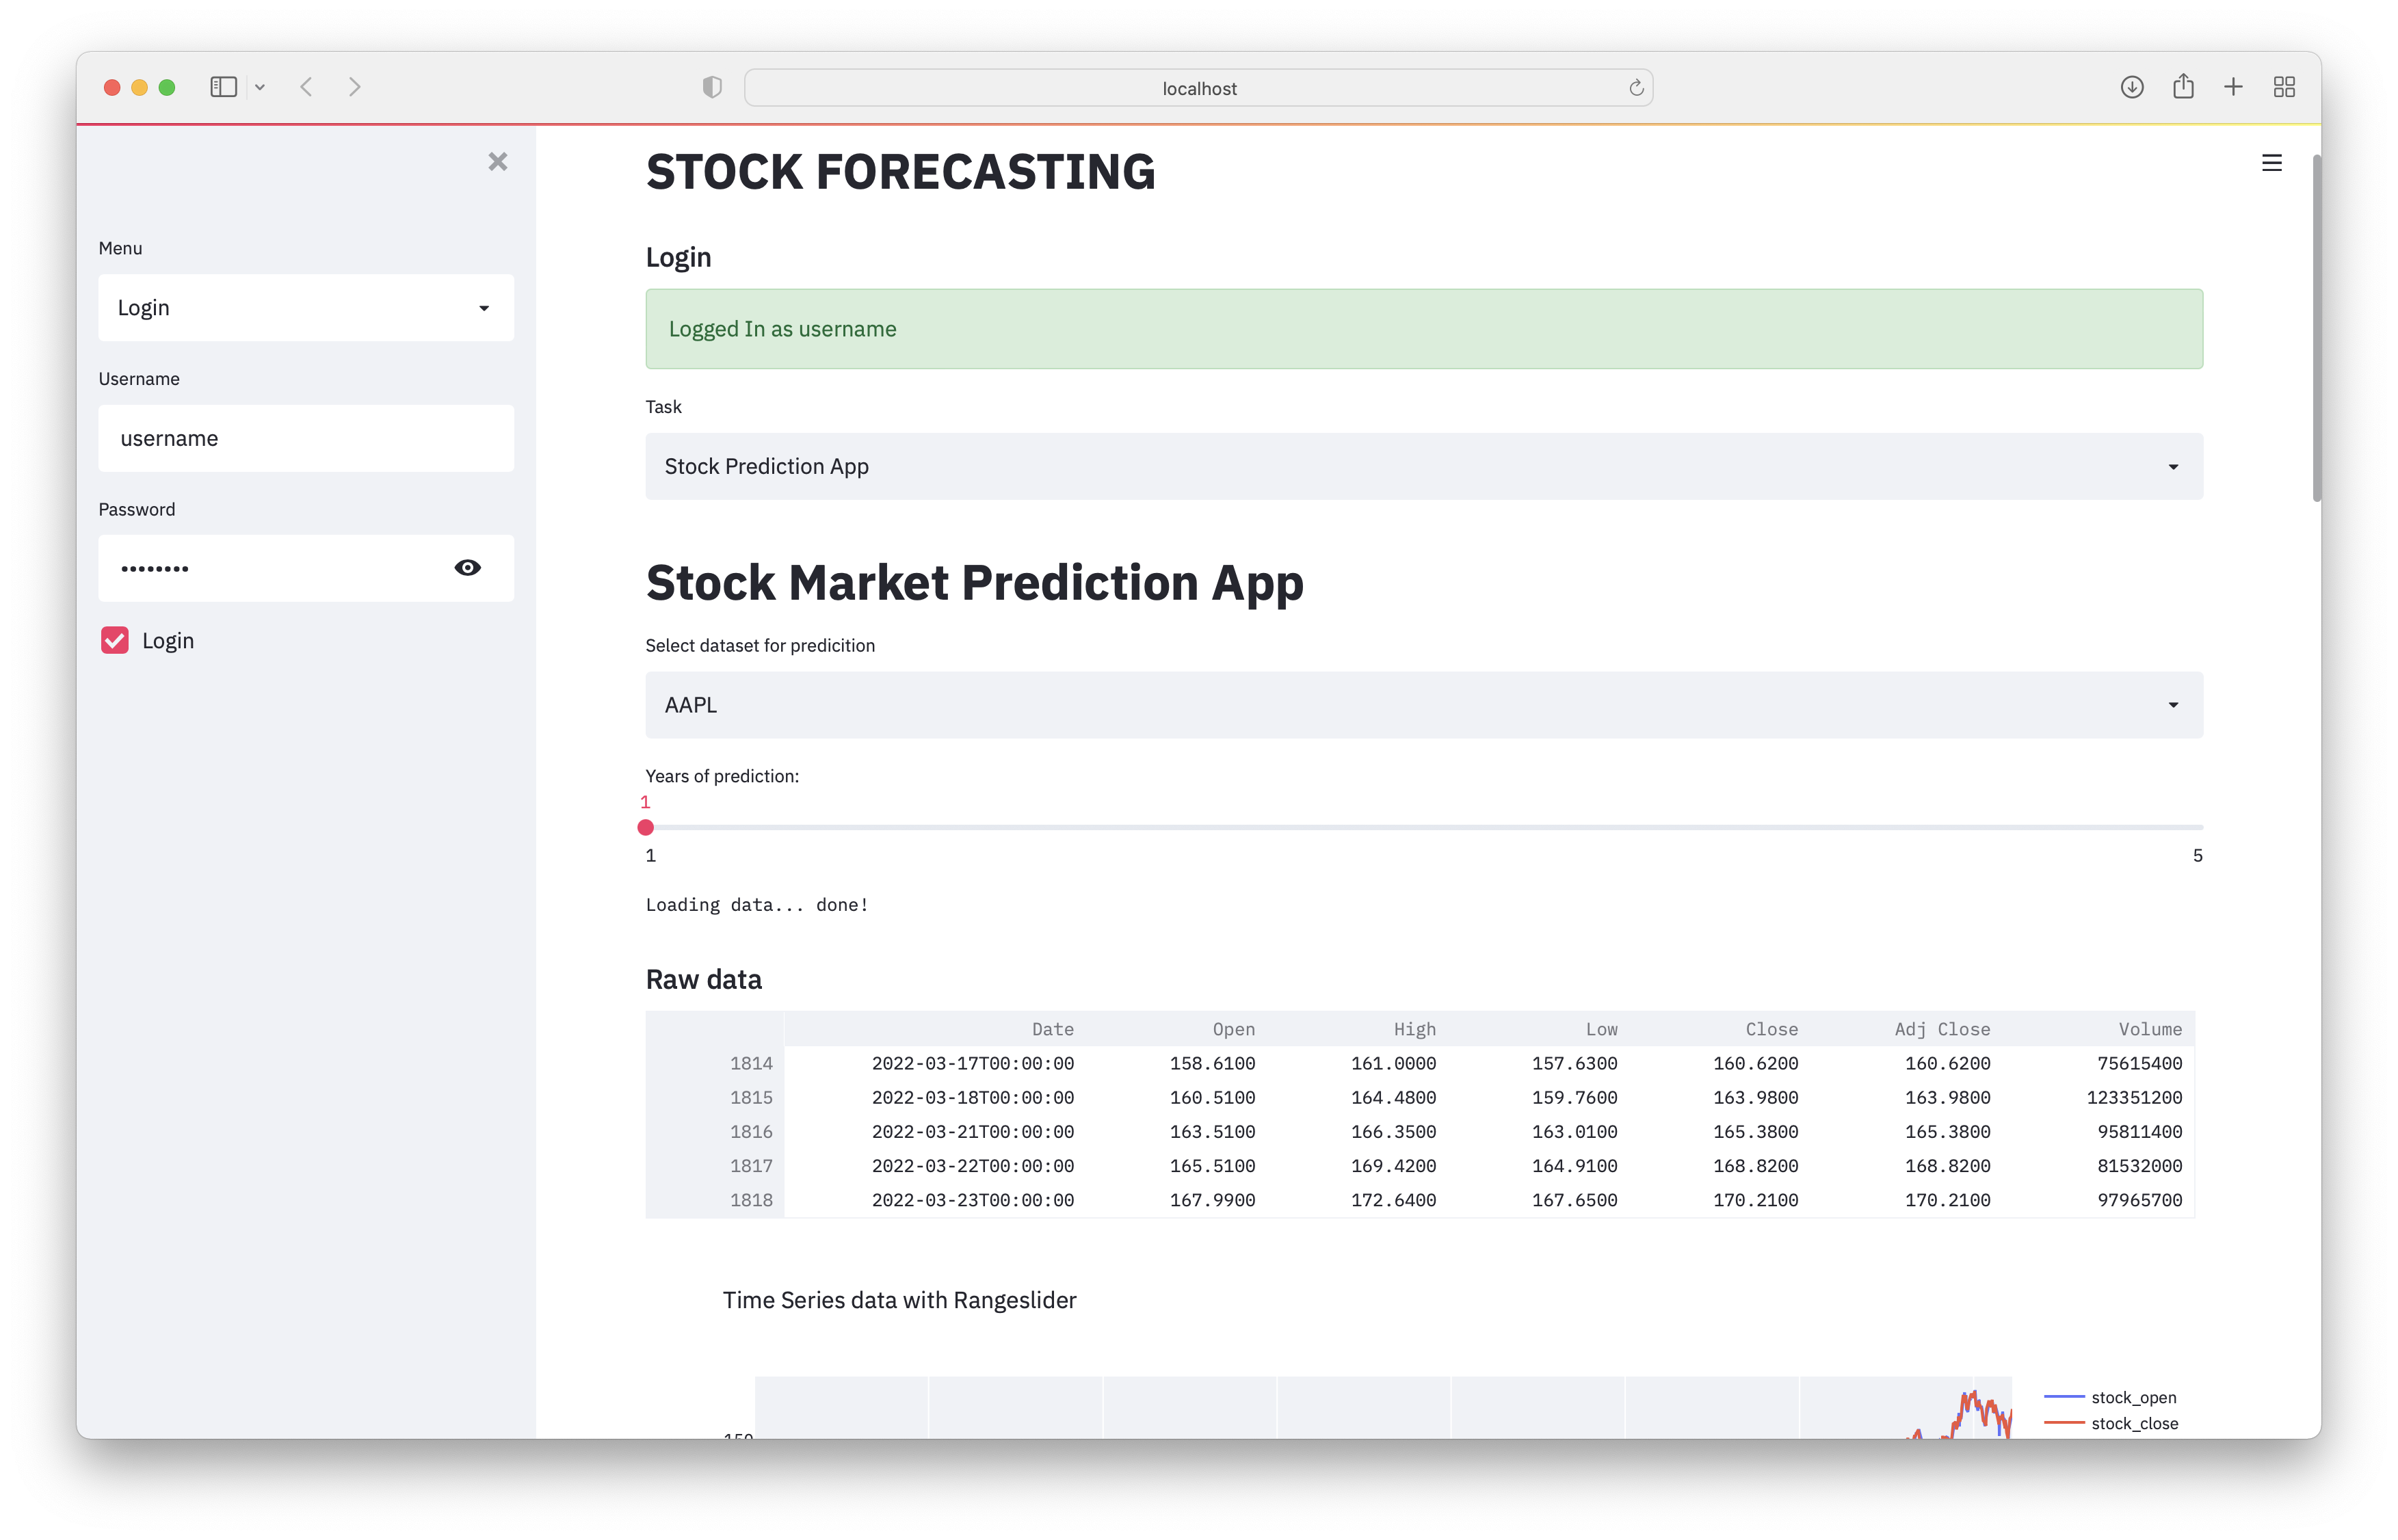 localhost
Menu
Login
Username
username
Password
••••••••
Login
STOCK FORECASTING
Login
Logged In as username
Task
Stock Prediction App
Stock Market Prediction App
Select dataset for predicition
AAPL
Years of prediction:
1
1 5
Loading data... done!
Raw data
Date Open High Low Close Adj Close Volume
1814 2022-03-17T00:00:00 158.6100 161.0000 157.6300 160.6200 160.6200 75615400
1815 2022-03-18T00:00:00 160.5100 164.4800 159.7600 163.9800 163.9800 123351200
1816 2022-03-21T00:00:00 163.5100 166.3500 163.0100 165.3800 165.3800 95811400
1817 2022-03-22T00:00:00 165.5100 169.4200 164.9100 168.8200 168.8200 81532000
1818 2022-03-23T00:00:00 167.9900 172.6400 167.6500 170.2100 170.2100 97965700
Time Series data with Rangeslider
stock_open
stock_close